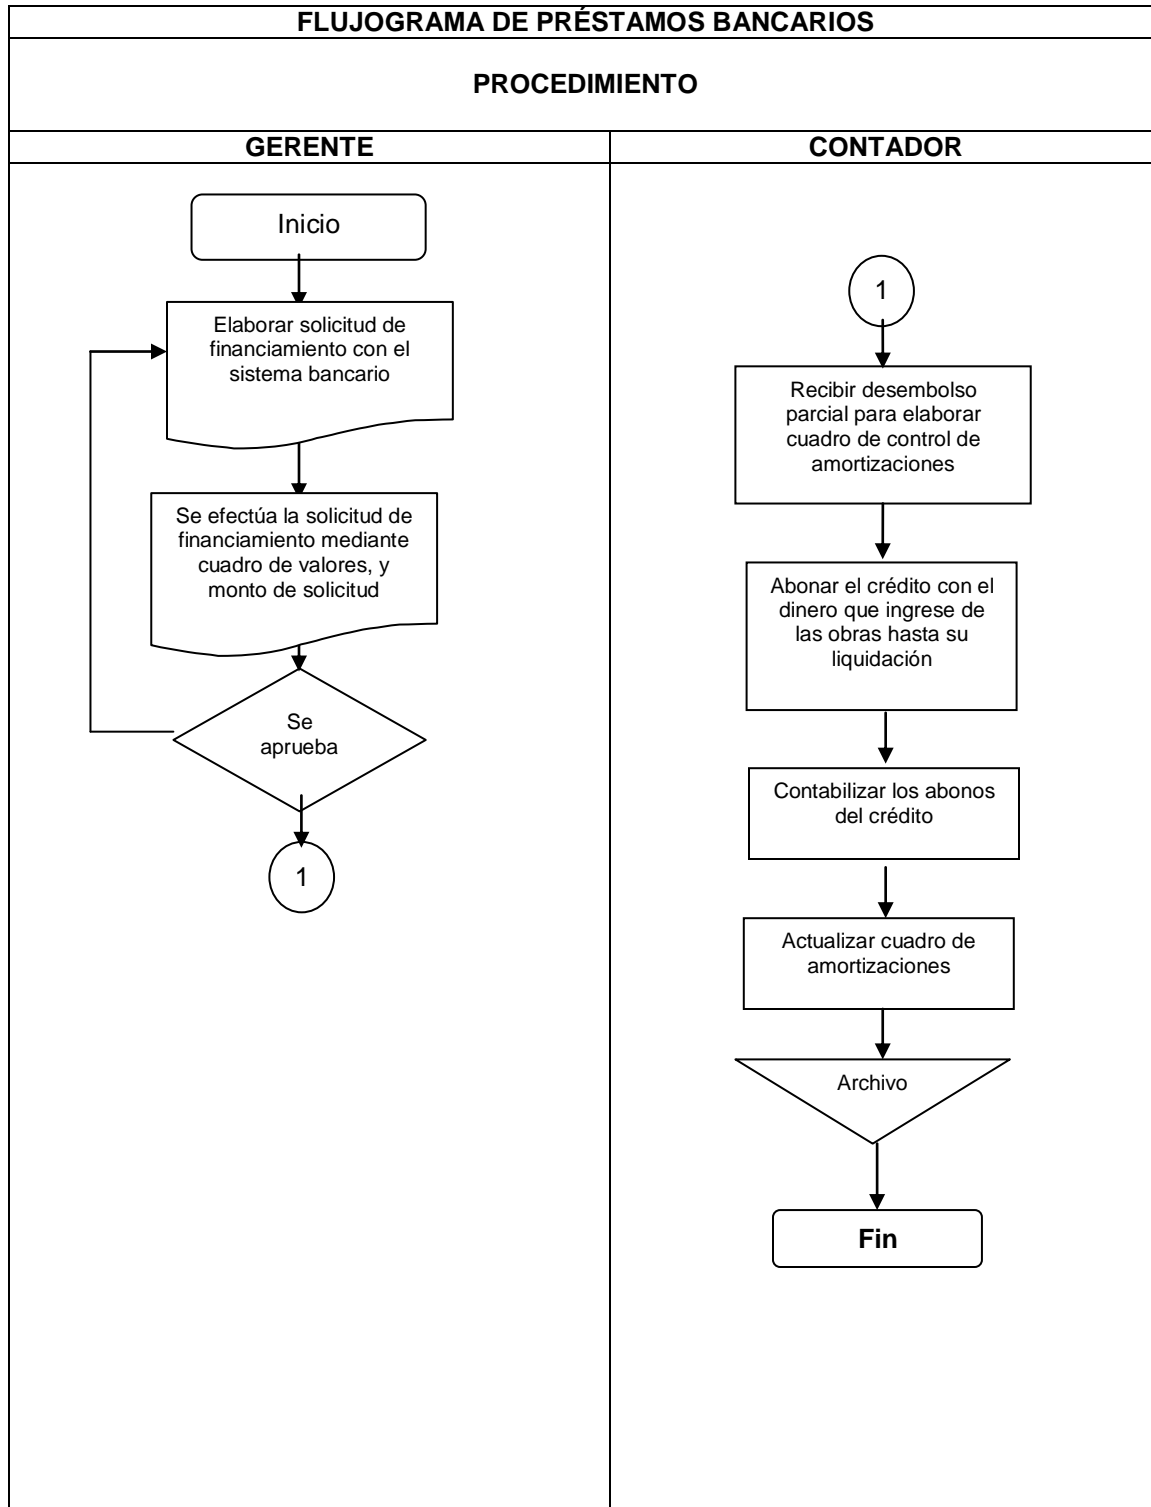 FLUJOGRAMA DE PRÉSTAMOS BANCARIOS
PROCEDIMIENTO
GERENTE
Inicio
Elaborar solicitud de
financiamiento con el
sistema bancario
Se efectúa la solicitud de
financiamiento mediante
cuadro de valores, y
monto de solicitud
Se
aprueba
1
CONTADOR
1
Recibir desembolso
parcial para elaborar
cuadro de control de
amortizaciones
Abonar el crédito con el
dinero que ingrese de
las obras hasta su
liquidación
Contabilizar los abonos
del crédito
Actualizar cuadro de
amortizaciones
Archivo
Fin